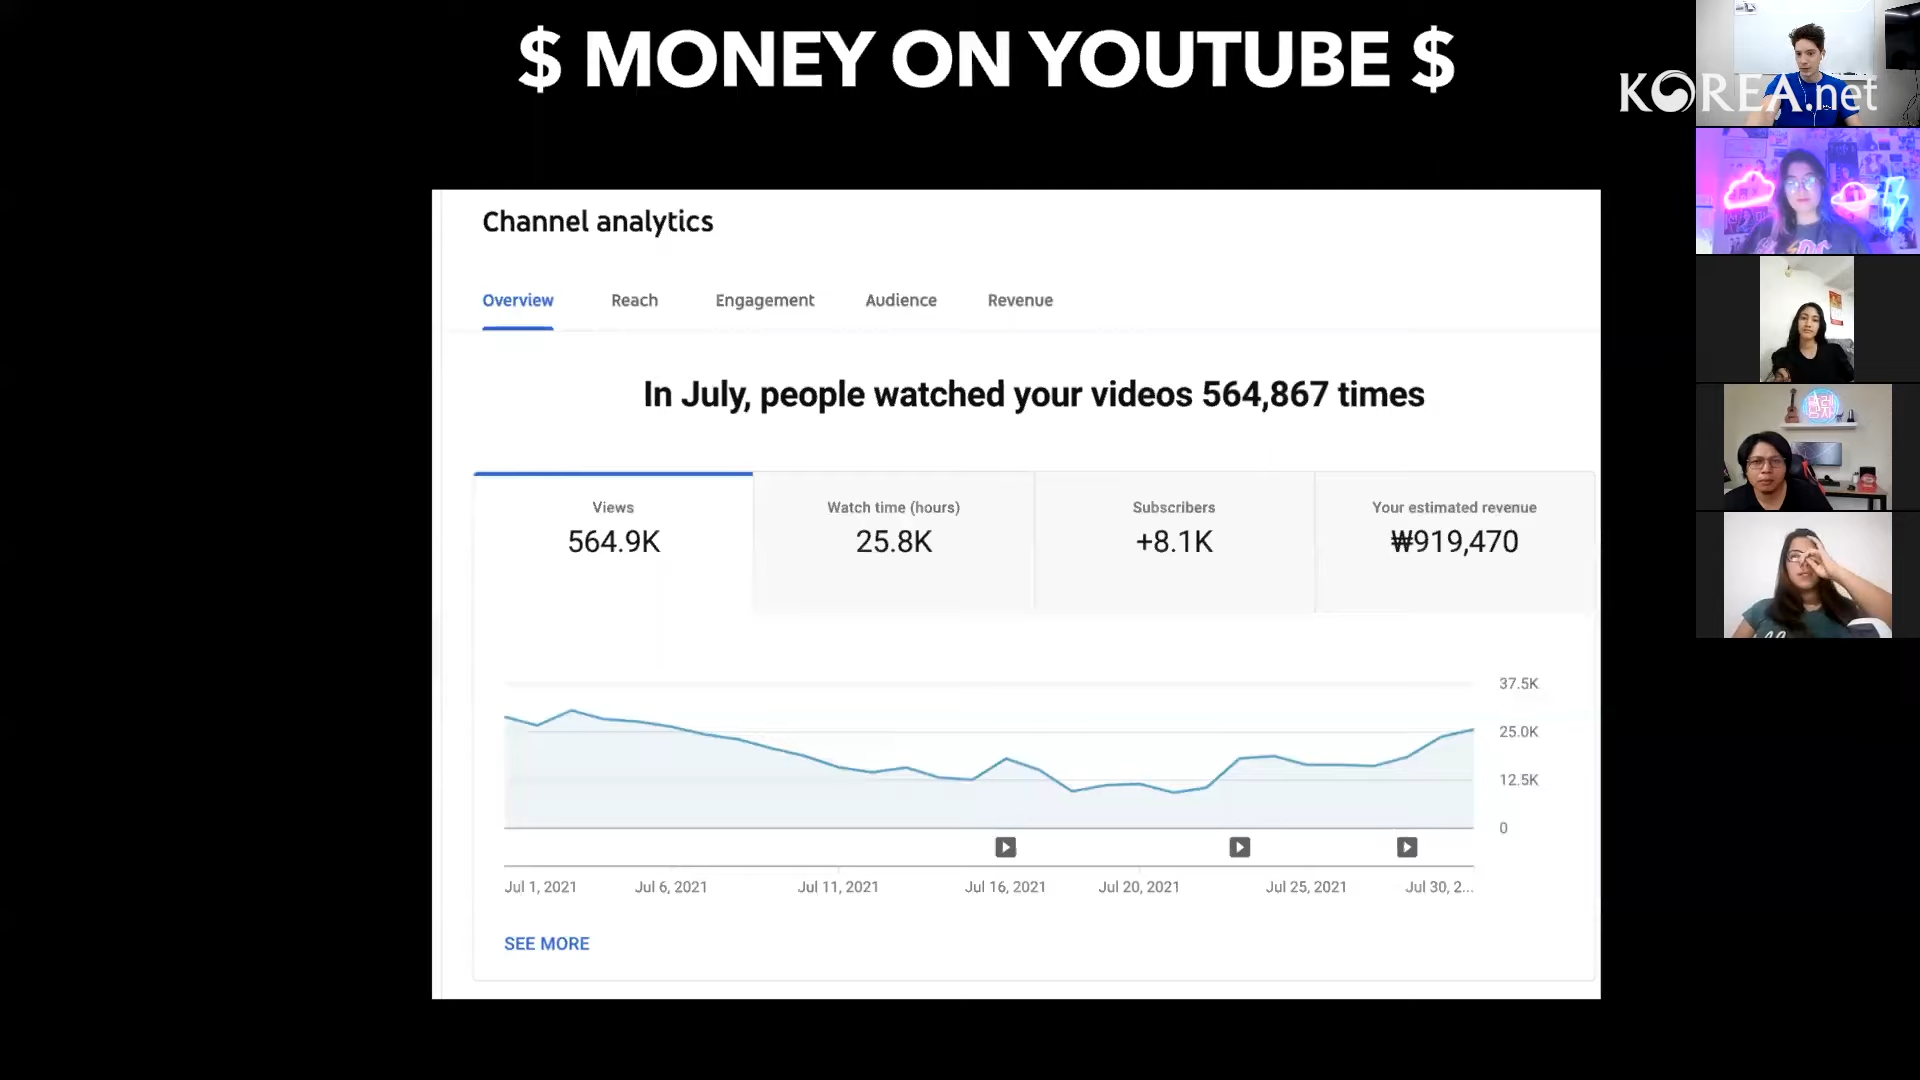 $ MONEY ON YOUTUBE $
KOREA.net
Channel analytics
Overview Reach Engagement Audience Revenue
In July, people watched your videos 564,867 times
Views Watch time (hours) Subscribers Your estimated revenue
564.9K 25.8K +8.1K ₩919,470
37.5K
25.0K
12.5K
0
Jul 1, 2021 Jul 6, 2021 Jul 11, 2021 Jul 16, 2021 Jul 20, 2021 Jul 25, 2021 Jul 30, 2...
SEE MORE